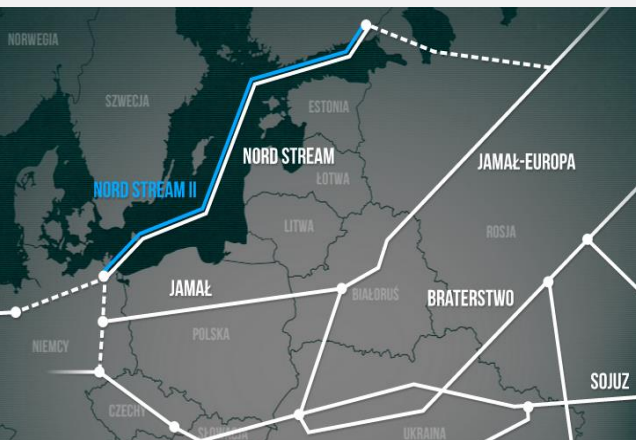 NORWEGIA
SZWECJA
ESTONIA
NORD STREAM
JAMAŁ-EUROPA
ŁOTWA
NORD STREAM II
LITWA
ROSJA
JAMAŁ
BIAŁORUŚ
BRATERSTWO
POLSKA
NIEMCY
SOJUZ
CZECHY
SŁOWACJA
UKRAINA